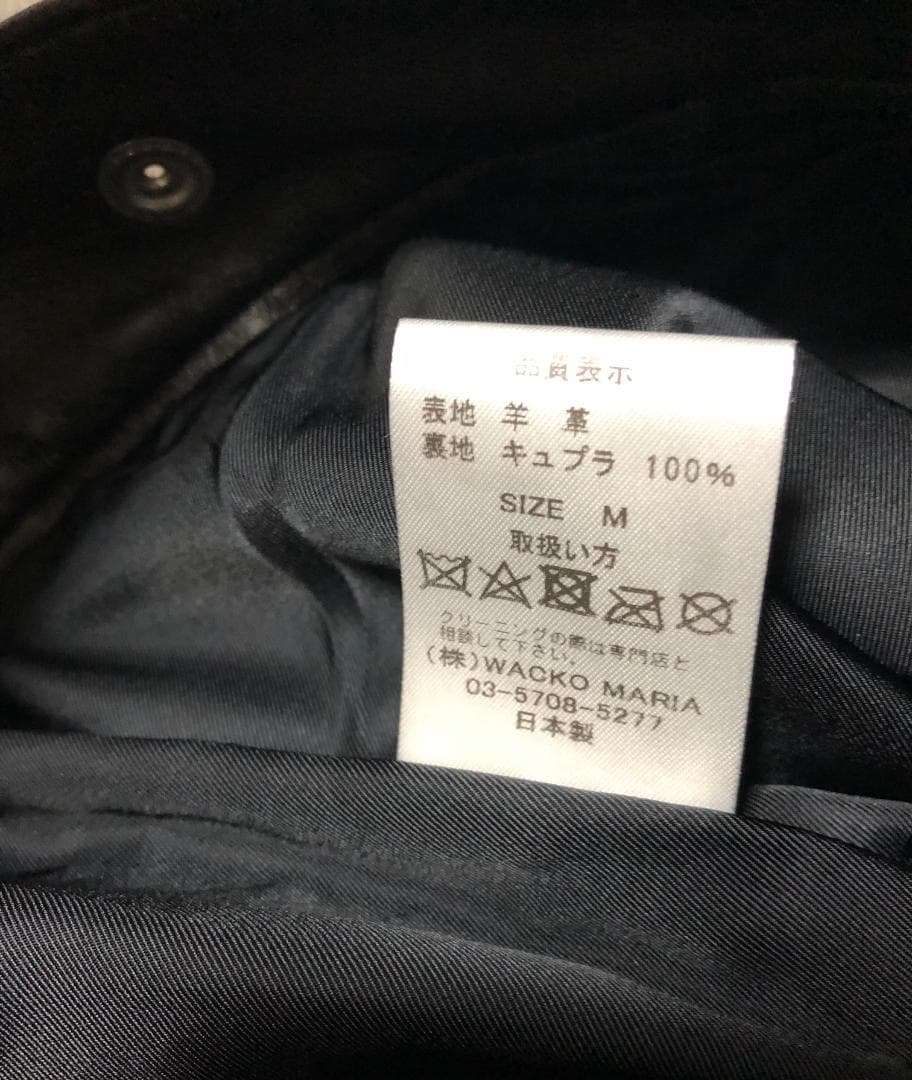 品質表示
表地 羊 革
裏地 キュプラ 100%
SIZE M
取扱い方
クリーニングの際は専門店と
相談して下さい。
(株)WACKO MARIA
03-5708-5277
日本製